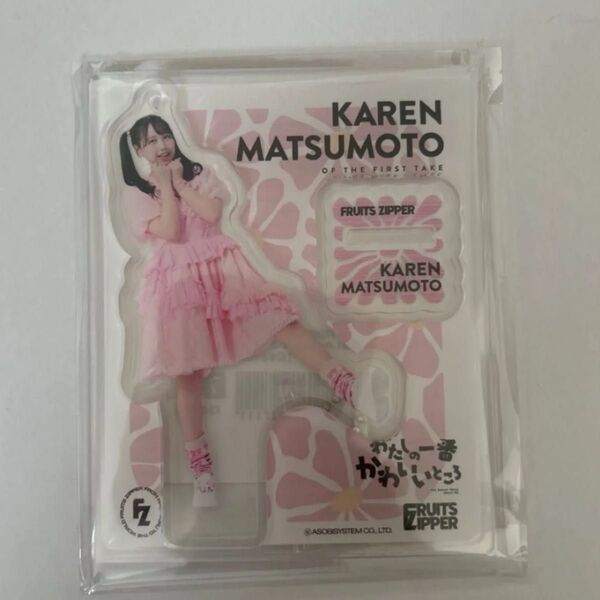 KAREN
MATSUMOTO
OF THE FIRST TAKE
FRUITS ZIPPER
KAREN
MATSUMOTO
わたしの一番
かわいいところ
FZ
©ASOBISYSTEM CO., LTD.
FRUITS
ZIPPER